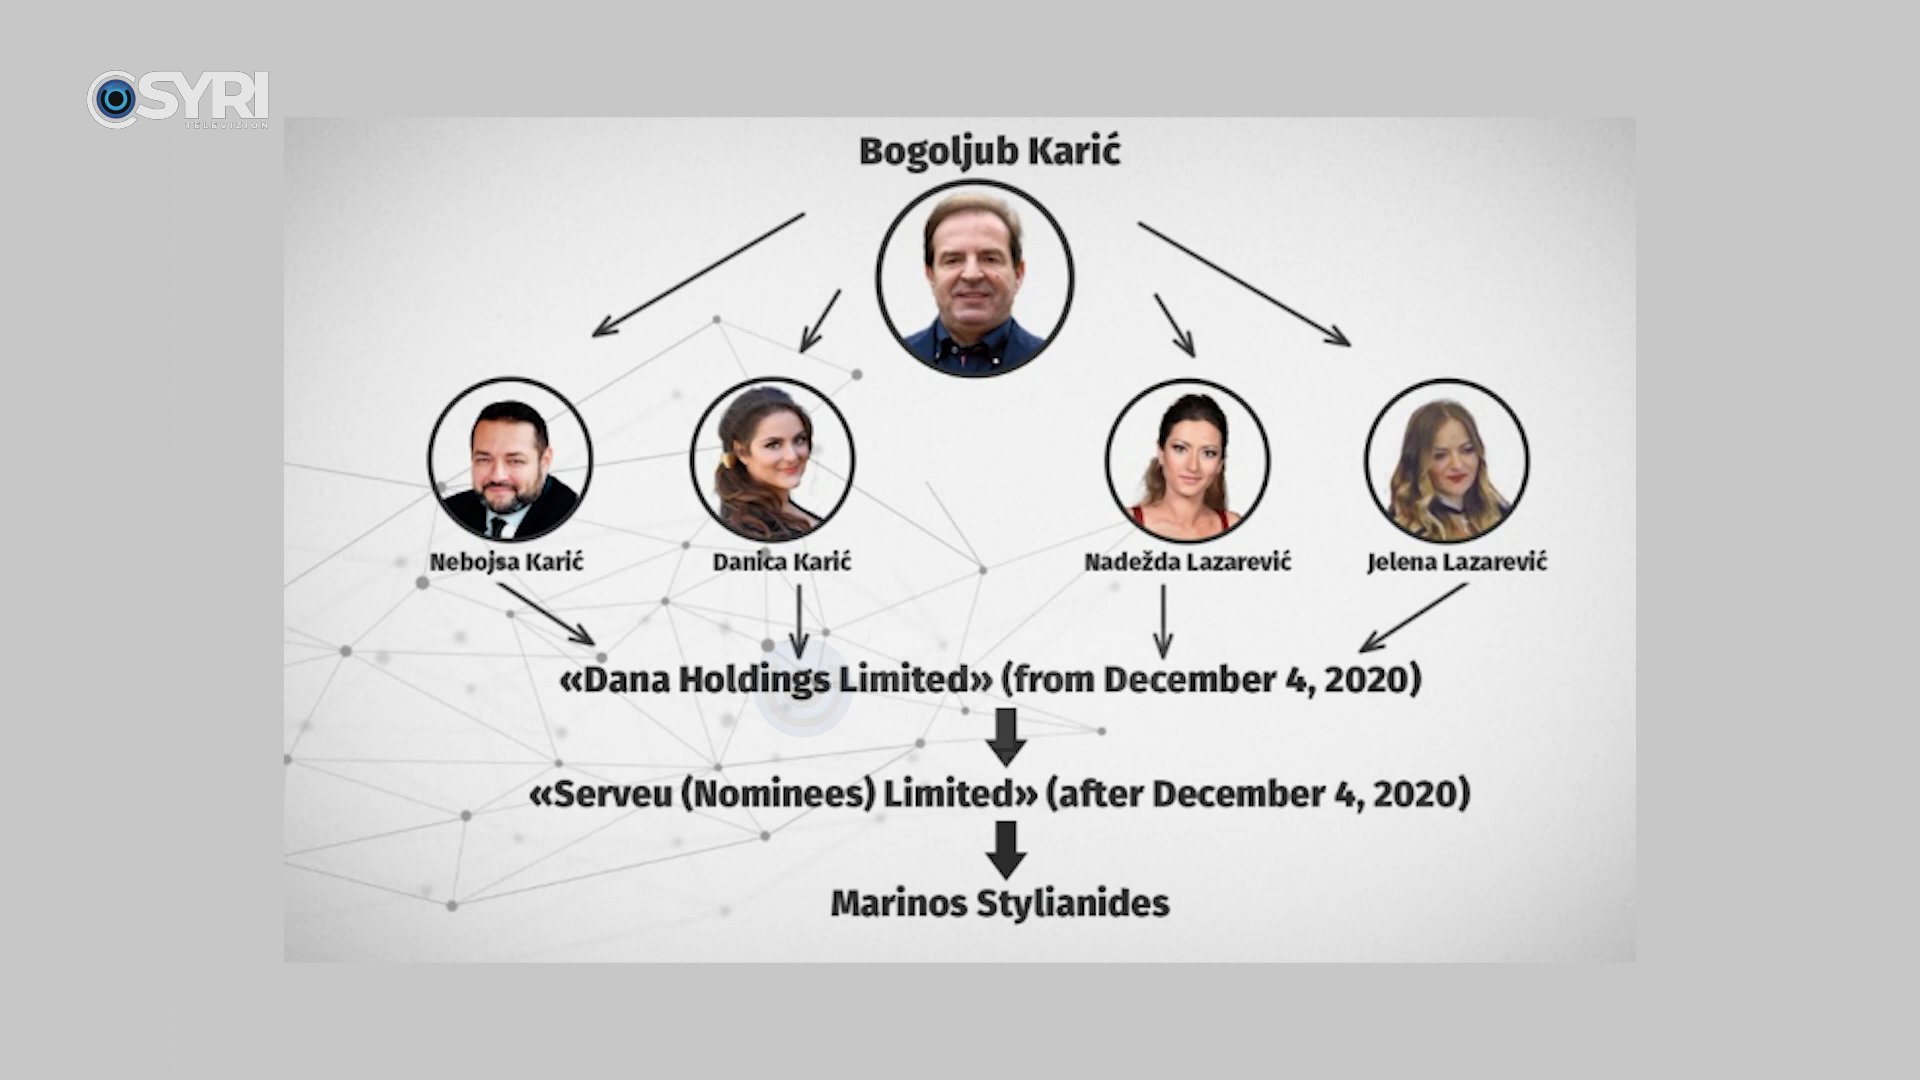 SYRI
TELEVIZION
Bogoljub Karić
Nebojsa Karić
Danica Karić
Nadežda Lazarević
Jelena Lazarević
«Dana Holdings Limited» (from December 4, 2020)
«Serveu (Nominees) Limited» (after December 4, 2020)
Marinos Stylianides